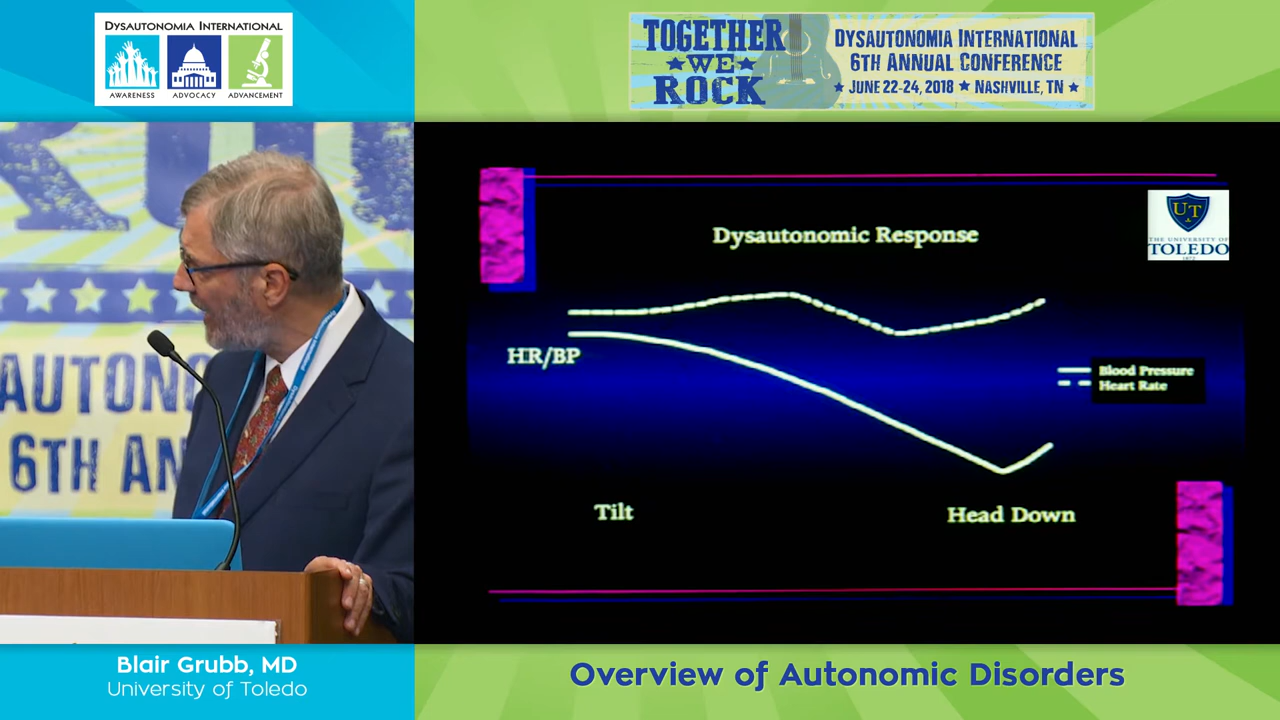 DYSAUTONOMIA INTERNATIONAL
AWARENESS ADVOCACY ADVANCEMENT
TOGETHER
WE
ROCK
DYSAUTONOMIA INTERNATIONAL
6TH ANNUAL CONFERENCE
JUNE 22-24, 2018 ★ NASHVILLE, TN
AUTONO
6TH AN
Dysautonomic Response
UT
THE UNIVERSITY OF
TOLEDO
1872
HR/BP
Blood Pressure
Heart Rate
Tilt
Head Down
Blair Grubb, MD
University of Toledo
Overview of Autonomic Disorders